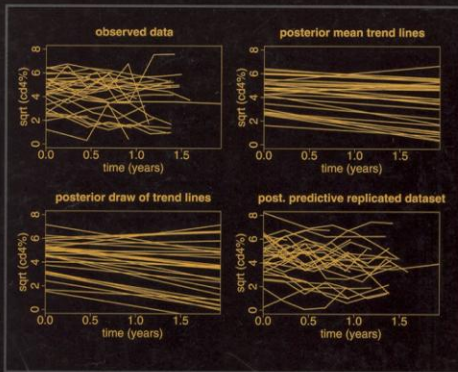 observed data
sqrt (cd4%)
8
6
4
2
0
0.0 0.5 1.0 1.5
time (years)
posterior mean trend lines
sqrt (cd4%)
8
6
4
2
0
0.0 0.5 1.0 1.5
time (years)
posterior draw of trend lines
sqrt (cd4%)
8
6
4
2
0
0.0 0.5 1.0 1.5
time (years)
post. predictive replicated dataset
sqrt (cd4%)
8
6
4
2
0
0.0 0.5 1.0 1.5
time (years)